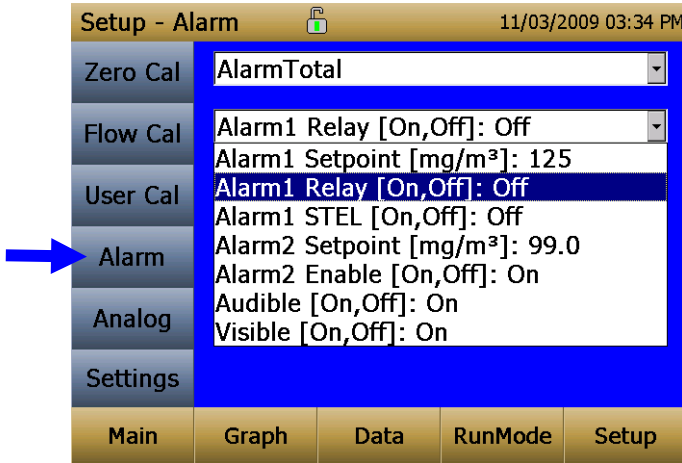 Setup - Alarm 11/03/2009 03:34 PM
Zero Cal
AlarmTotal
Flow Cal
Alarm1 Relay [On,Off]: Off
Alarm1 Setpoint [mg/m³]: 125
User Cal
Alarm1 Relay [On,Off]: Off
Alarm1 STEL [On,Off]: Off
Alarm
Alarm2 Setpoint [mg/m³]: 99.0
Alarm2 Enable [On,Off]: On
Analog
Audible [On,Off]: On
Visible [On,Off]: On
Settings
Main Graph Data RunMode Setup